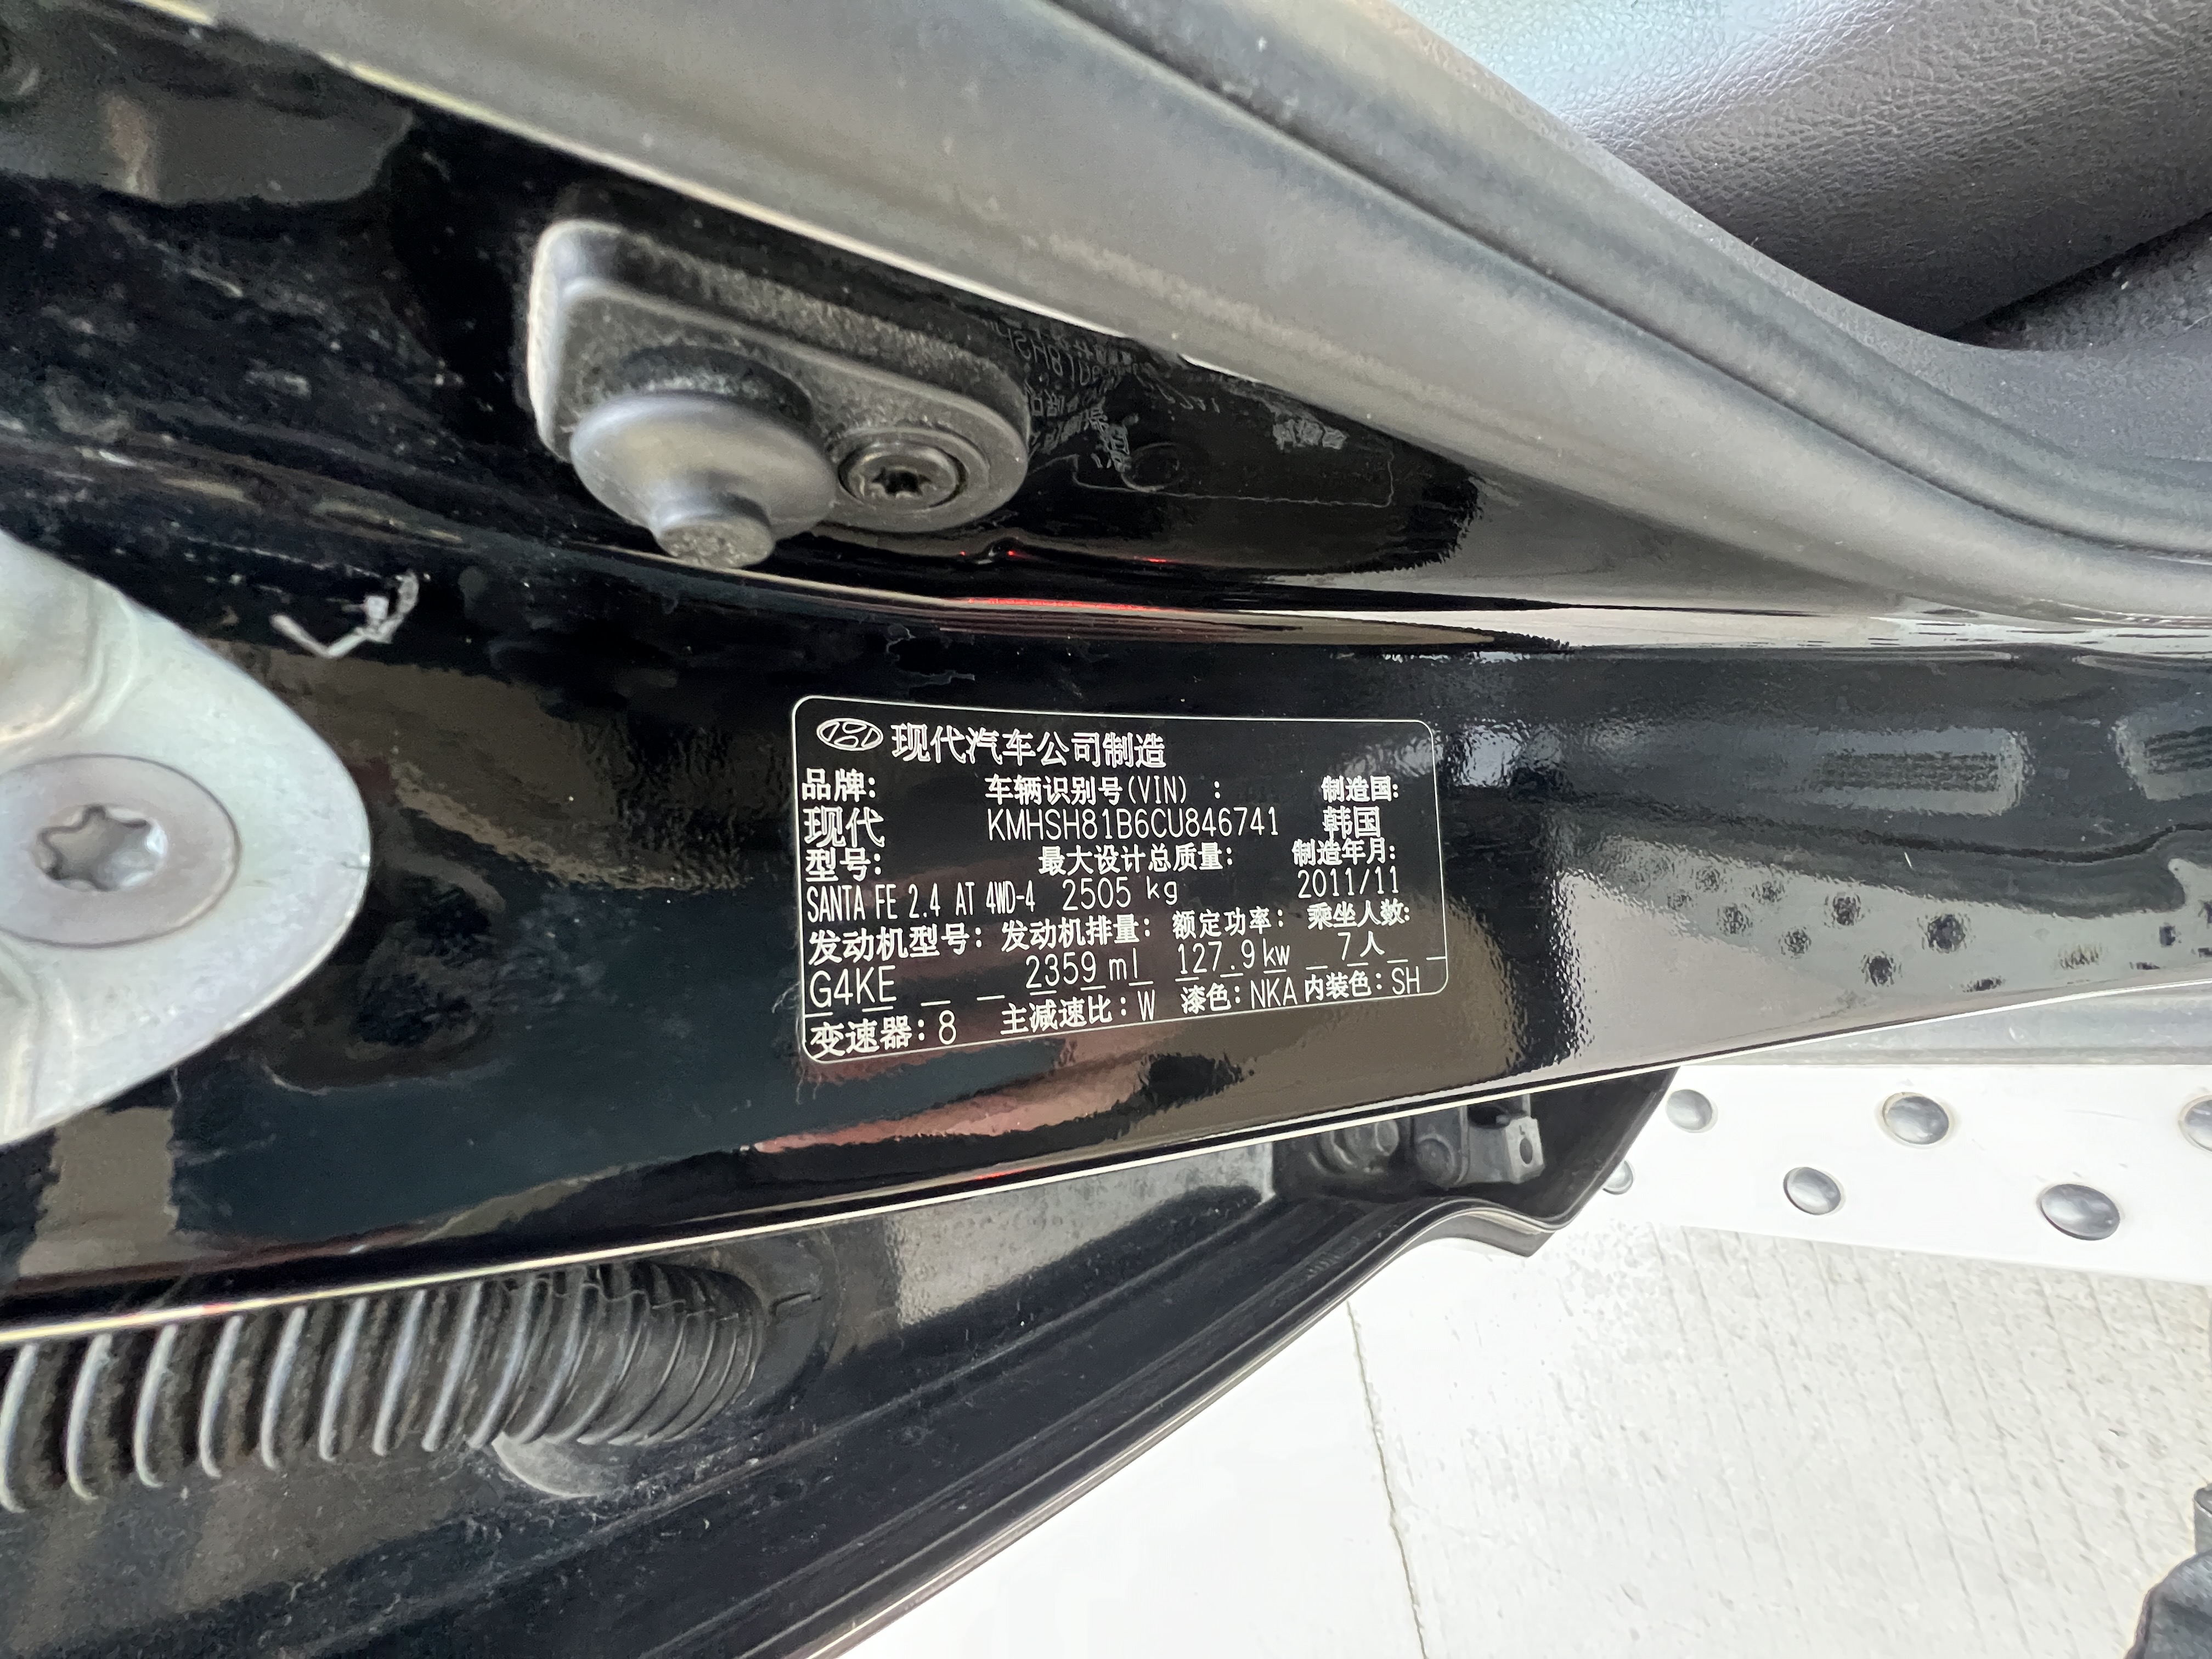 现代汽车公司制造
品牌: 车辆识别号(VIN) : 制造国:
现代 KMHSH81B6CU846741 韩国
型号: 最大设计总质量: 制造年月:
SANTA FE 2.4 AT 4WD-4 2505 kg 2011/11
发动机型号: 发动机排量: 额定功率: 乘坐人数:
G4KE 2359 ml 127.9 kw 7人
变速器: 8 主减速比: W 漆色: NKA 内装色: SH